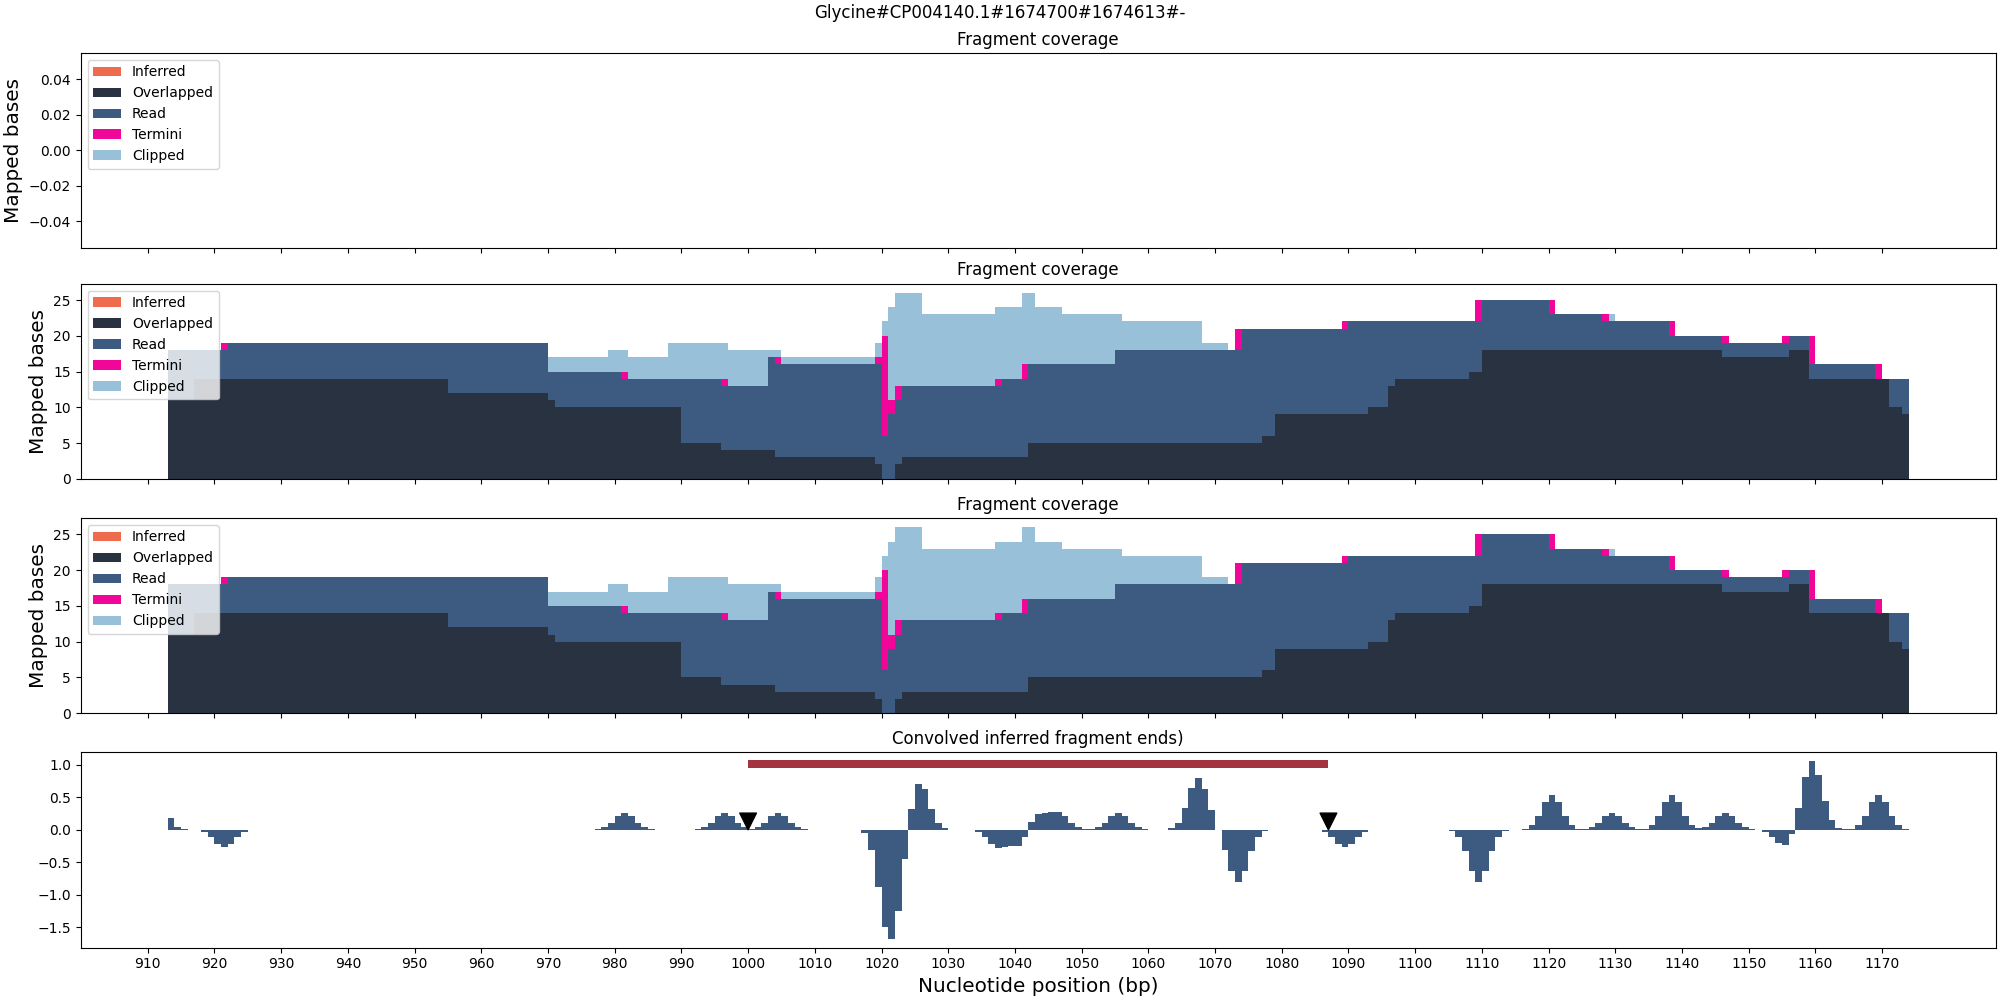 Glycine#CP004140.1#1674700#1674613#-
Fragment coverage
Mapped bases
0.04
0.02
0.00
−0.02
−0.04
Inferred
Overlapped
Read
Termini
Clipped
Fragment coverage
Mapped bases
25
20
15
10
5
0
Inferred
Overlapped
Read
Termini
Clipped
Fragment coverage
Mapped bases
25
20
15
10
5
0
Inferred
Overlapped
Read
Termini
Clipped
Convolved inferred fragment ends)
1.0
0.5
0.0
−0.5
−1.0
−1.5
910 920 930 940 950 960 970 980 990 1000 1010 1020 1030 1040 1050 1060 1070 1080 1090 1100 1110 1120 1130 1140 1150 1160 1170
Nucleotide position (bp)